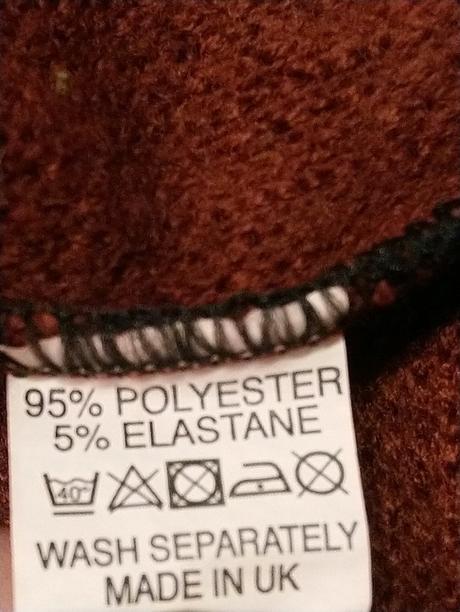 95% POLYESTER
5% ELASTANE
40°
WASH SEPARATELY
MADE IN UK